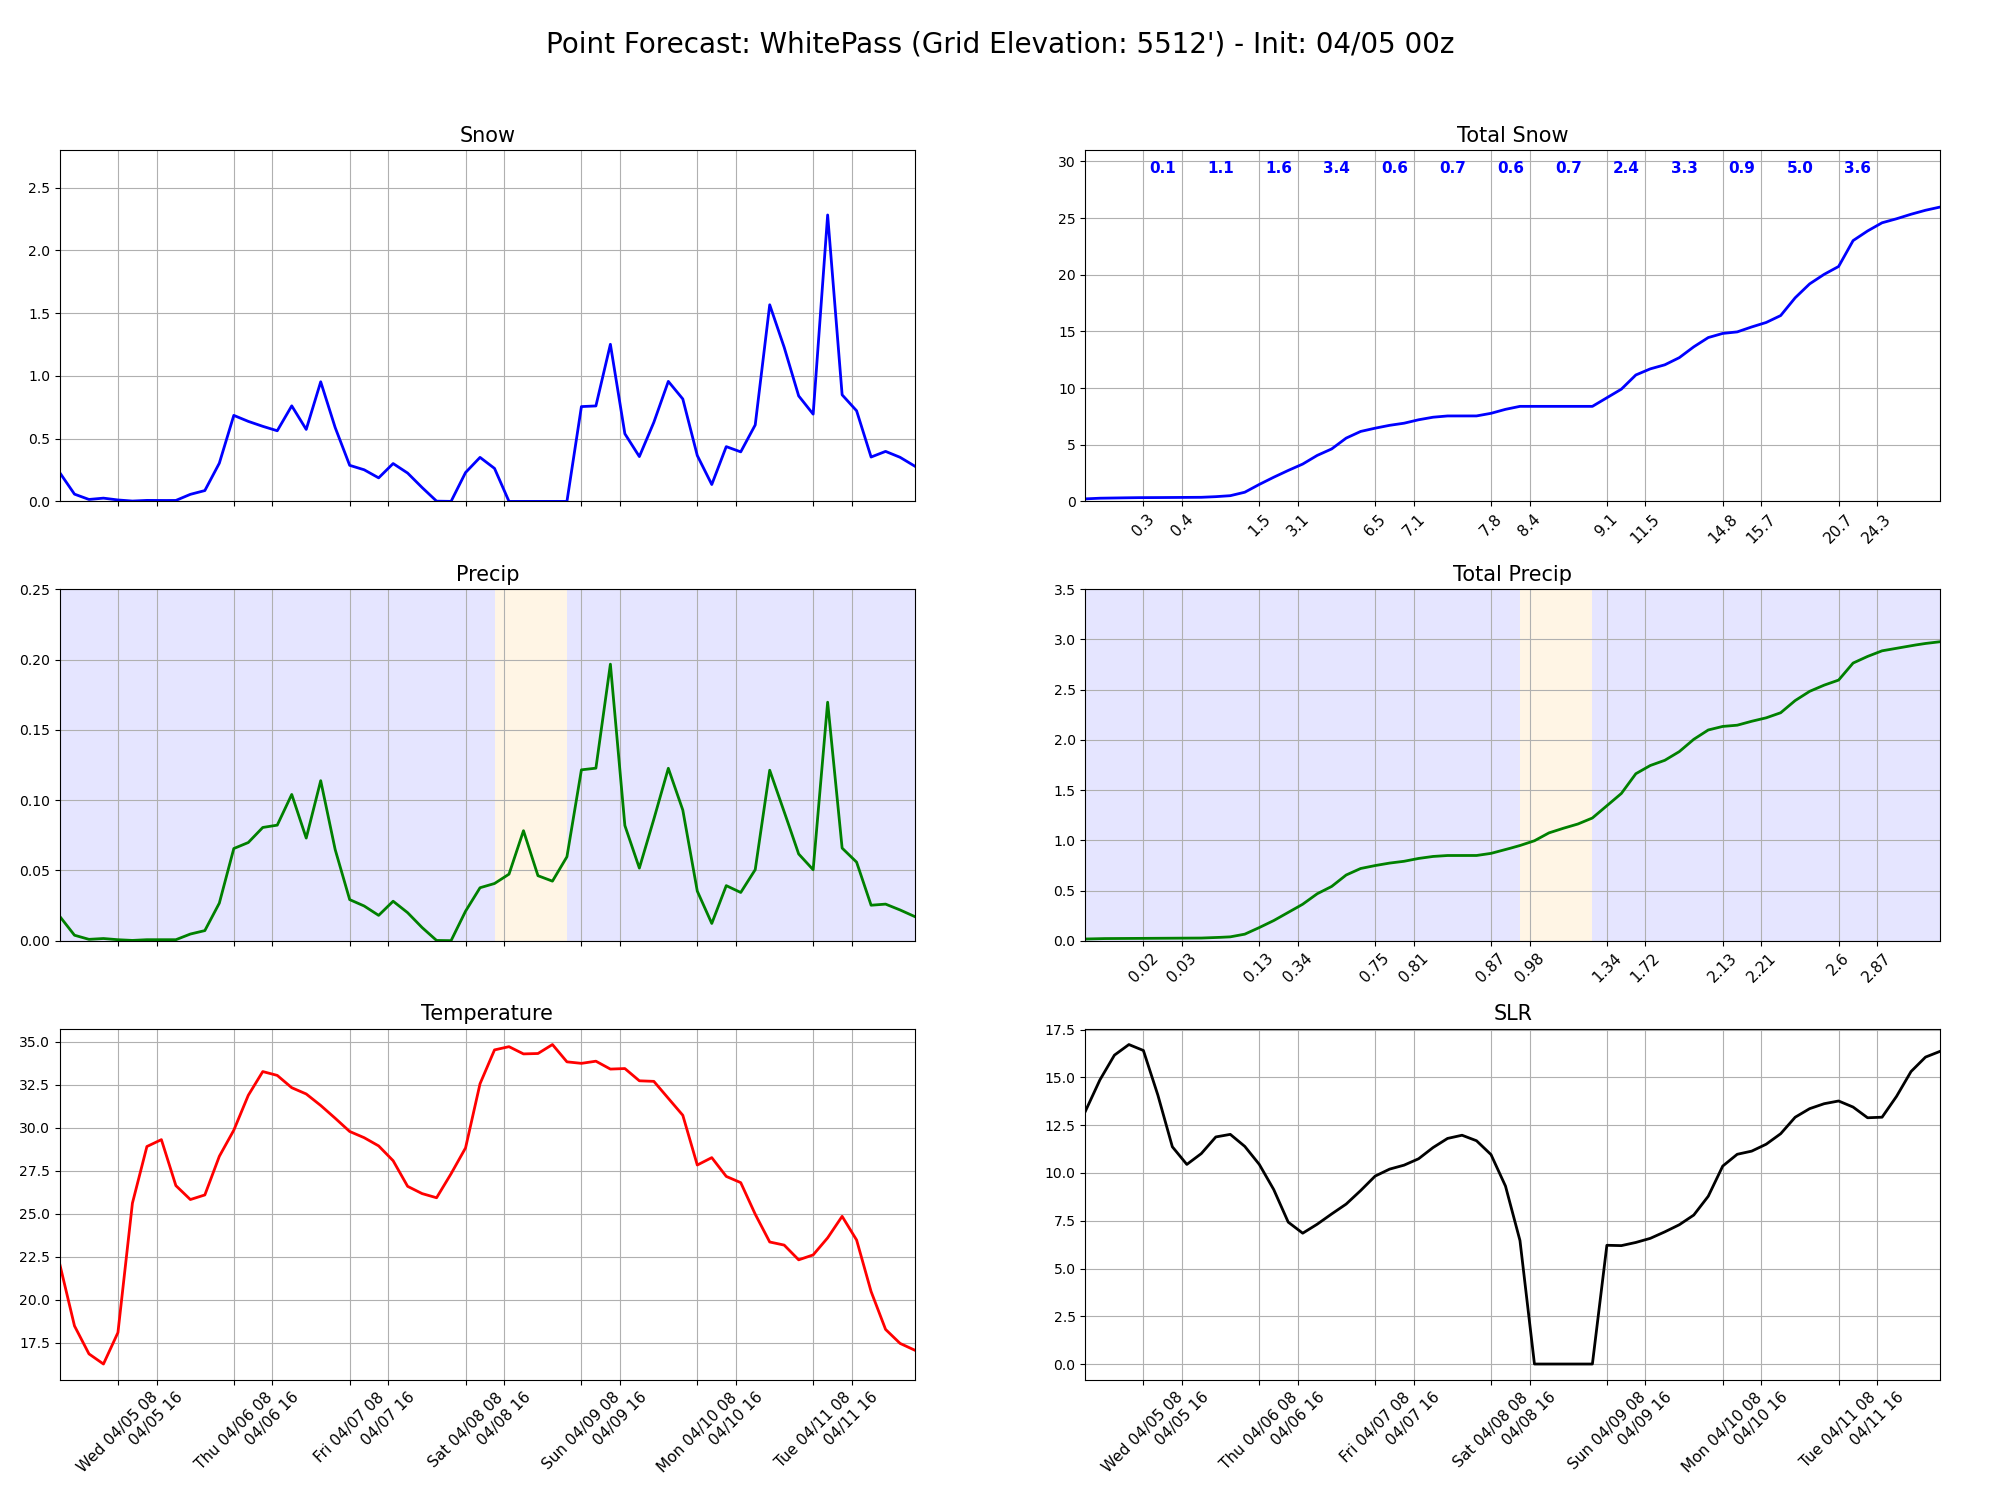 Point Forecast: WhitePass (Grid Elevation: 5512') - Init: 04/05 00z
Snow
2.5
2.0
1.5
1.0
0.5
0.0
Total Snow
30
25
20
15
10
5
0
0.1 1.1 1.6 3.4 0.6 0.7 0.6 0.7 2.4 3.3 0.9 5.0 3.6
0.3 0.4 1.5 3.1 6.5 7.1 7.8 8.4 9.1 11.5 14.8 15.7 20.7 24.3
Precip
0.25
0.20
0.15
0.10
0.05
0.00
Total Precip
3.5
3.0
2.5
2.0
1.5
1.0
0.5
0.0
0.02 0.03 0.13 0.34 0.75 0.81 0.87 0.98 1.34 1.72 2.13 2.21 2.6 2.87
Temperature
35.0
32.5
30.0
27.5
25.0
22.5
20.0
17.5
Wed 04/05 08
04/05 16
Thu 04/06 08
04/06 16
Fri 04/07 08
04/07 16
Sat 04/08 08
04/08 16
Sun 04/09 08
04/09 16
Mon 04/10 08
04/10 16
Tue 04/11 08
04/11 16
SLR
17.5
15.0
12.5
10.0
7.5
5.0
2.5
0.0
Wed 04/05 08
04/05 16
Thu 04/06 08
04/06 16
Fri 04/07 08
04/07 16
Sat 04/08 08
04/08 16
Sun 04/09 08
04/09 16
Mon 04/10 08
04/10 16
Tue 04/11 08
04/11 16